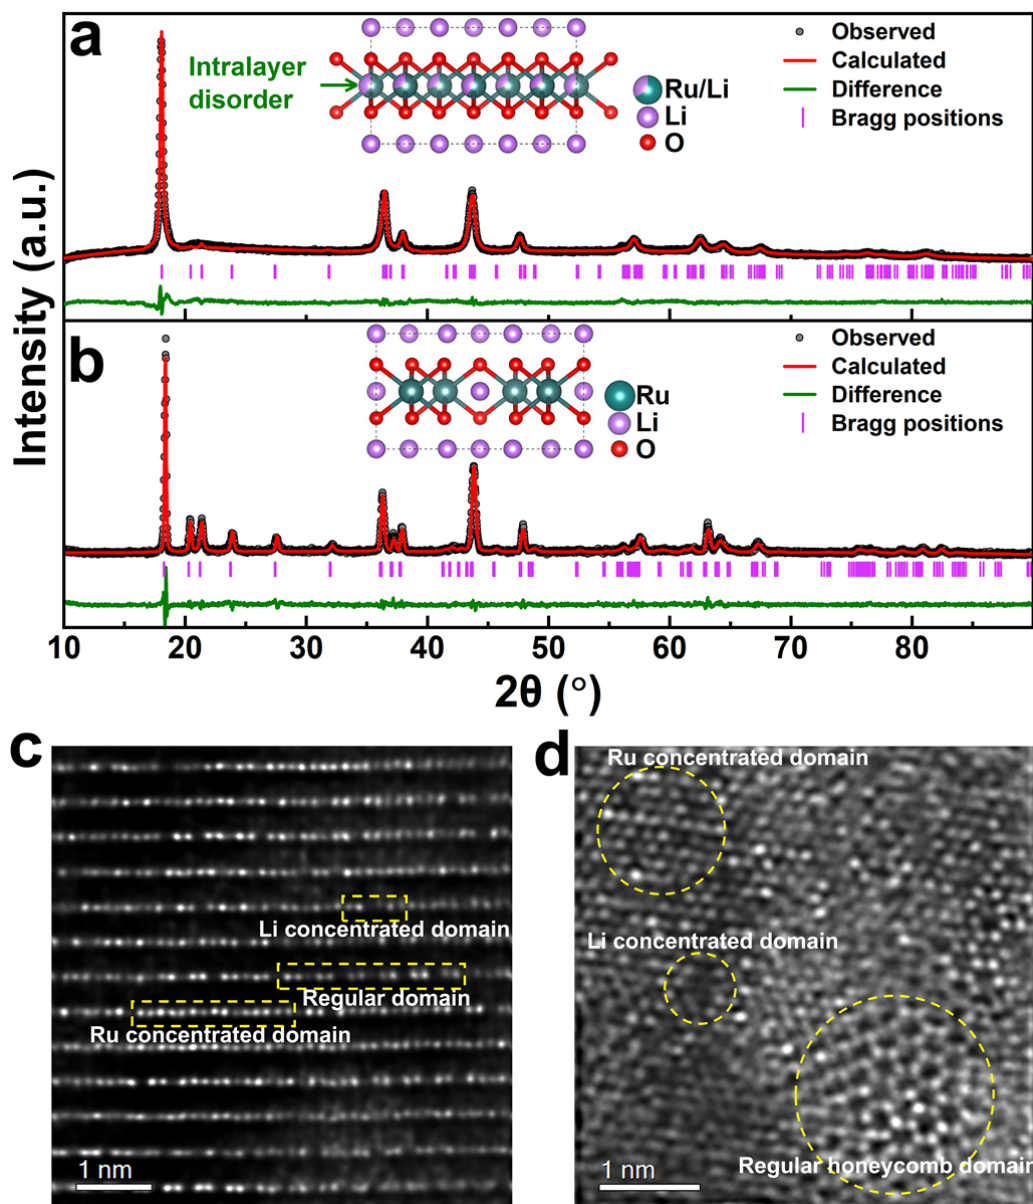 a
Intralayer
disorder
Ru/Li
Li
O
Observed
Calculated
Difference
Bragg positions
Intensity (a.u.)
b
Ru
Li
O
Observed
Calculated
Difference
Bragg positions
10 20 30 40 50 60 70 80
2θ (°)
c
Li concentrated domain
Regular domain
Ru concentrated domain
1 nm
d
Ru concentrated domain
Li concentrated domain
Regular honeycomb domain
1 nm